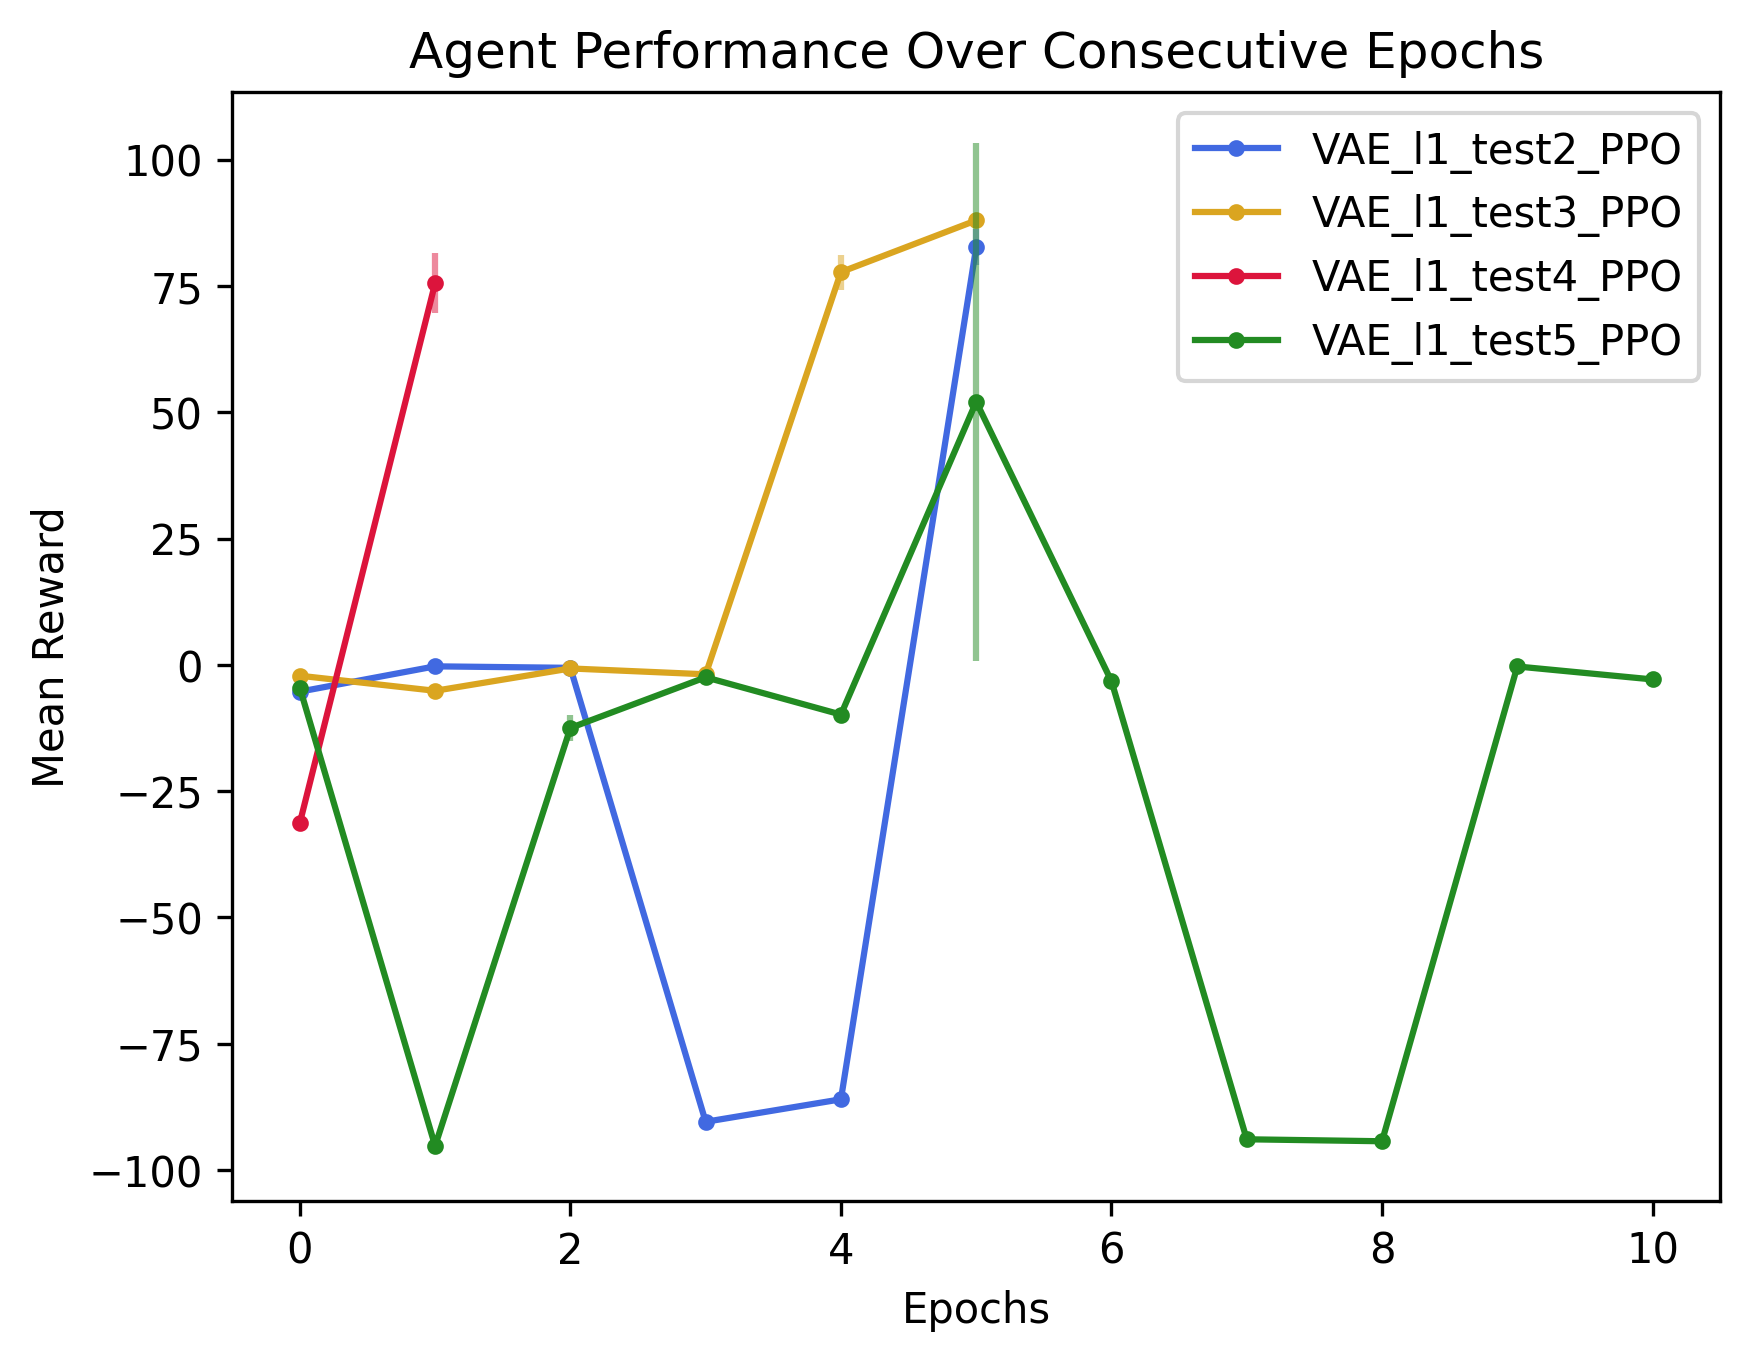 Agent Performance Over Consecutive Epochs
VAE_l1_test2_PPO
VAE_l1_test3_PPO
VAE_l1_test4_PPO
VAE_l1_test5_PPO
Mean Reward
100
75
50
25
0
−25
−50
−75
−100
0 2 4 6 8 10
Epochs